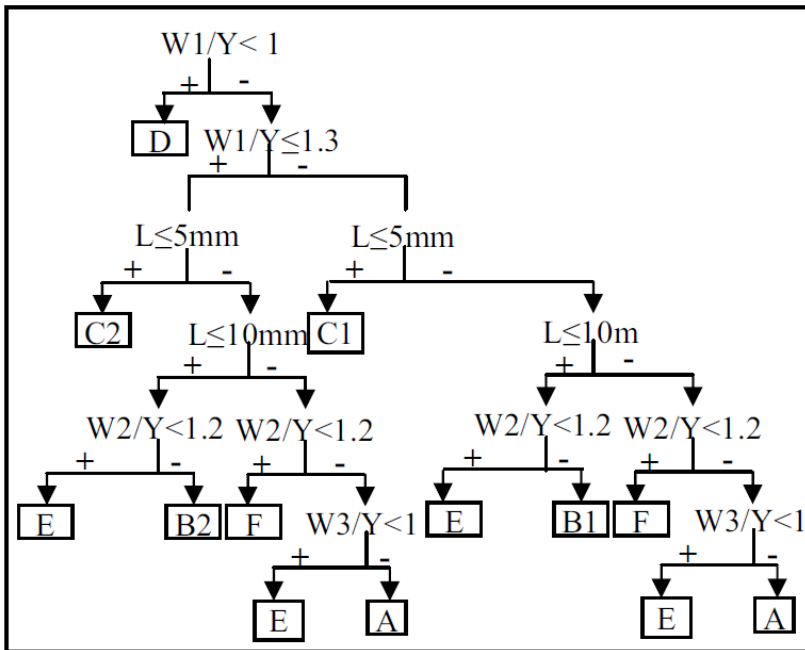 W1/Y< 1
+ -
D W1/Y≤1.3
+ -
L≤5mm L≤5mm
+ - + -
C2 L≤10mm C1 L≤10m
+ - + -
W2/Y<1.2 W2/Y<1.2 W2/Y<1.2 W2/Y<1.2
+ - + - + - + -
E B2 F W3/Y<1 E B1 F W3/Y<1
+ - + -
E A E A